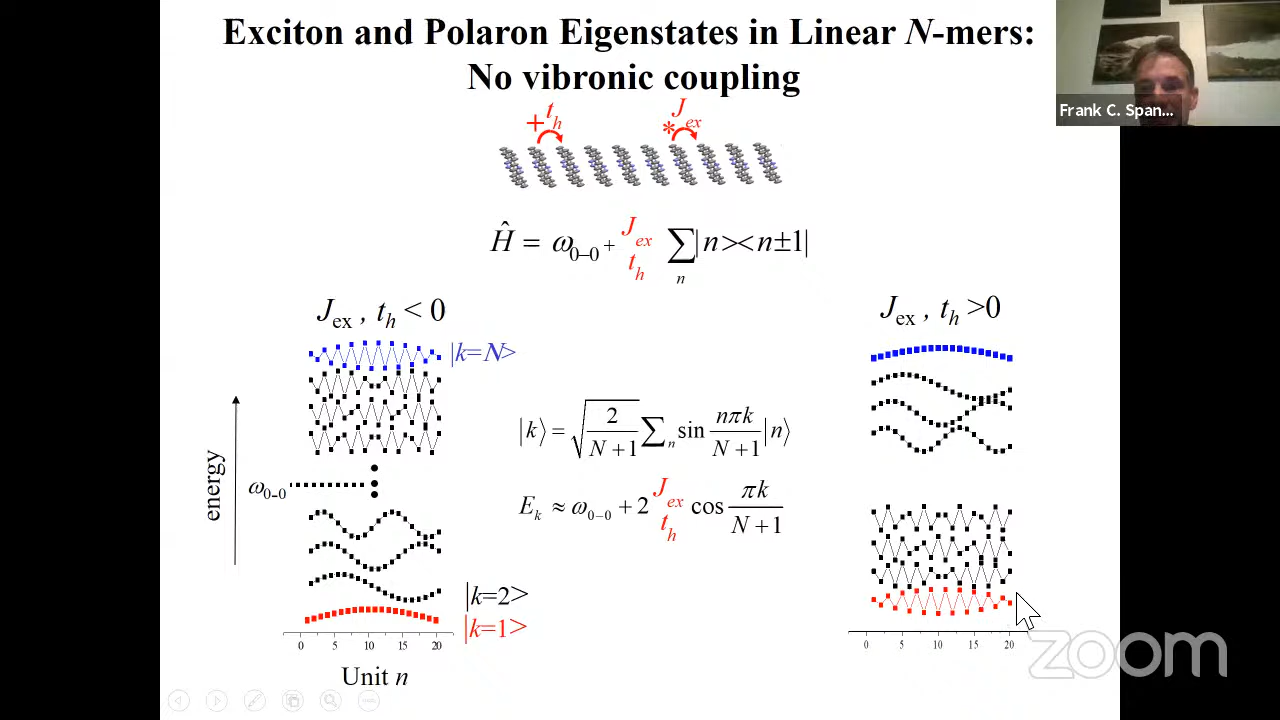 Exciton and Polaron Eigenstates in Linear N-mers:
No vibronic coupling
Frank C. Span...
+ t_h
* J_ex
Ĥ = ω_0–0 + J_ex t_h ∑_n |n><n±1|
J_ex , t_h < 0
J_ex , t_h >0
|k=N>
|k⟩ = √(2/(N+1)) ∑_n sin (nπk/(N+1)) |n⟩
energy
ω_0-0
E_k ≈ ω_0–0 + 2 J_ex t_h cos (πk/(N+1))
|k=2>
|k=1>
0 5 10 15 20
0 5 10 15 20
Unit n
zoom